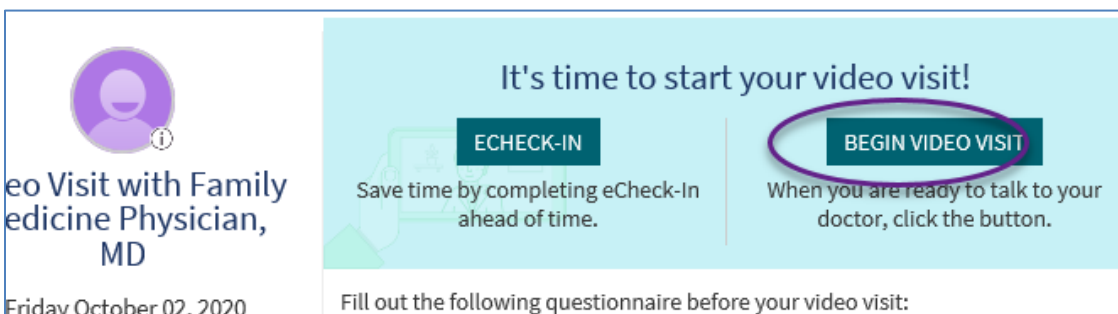 eo Visit with Family
edicine Physician,
MD
Friday October 02, 2020
It's time to start your video visit!
ECHECK-IN
Save time by completing eCheck-In
ahead of time.
BEGIN VIDEO VISIT
When you are ready to talk to your
doctor, click the button.
Fill out the following questionnaire before your video visit: